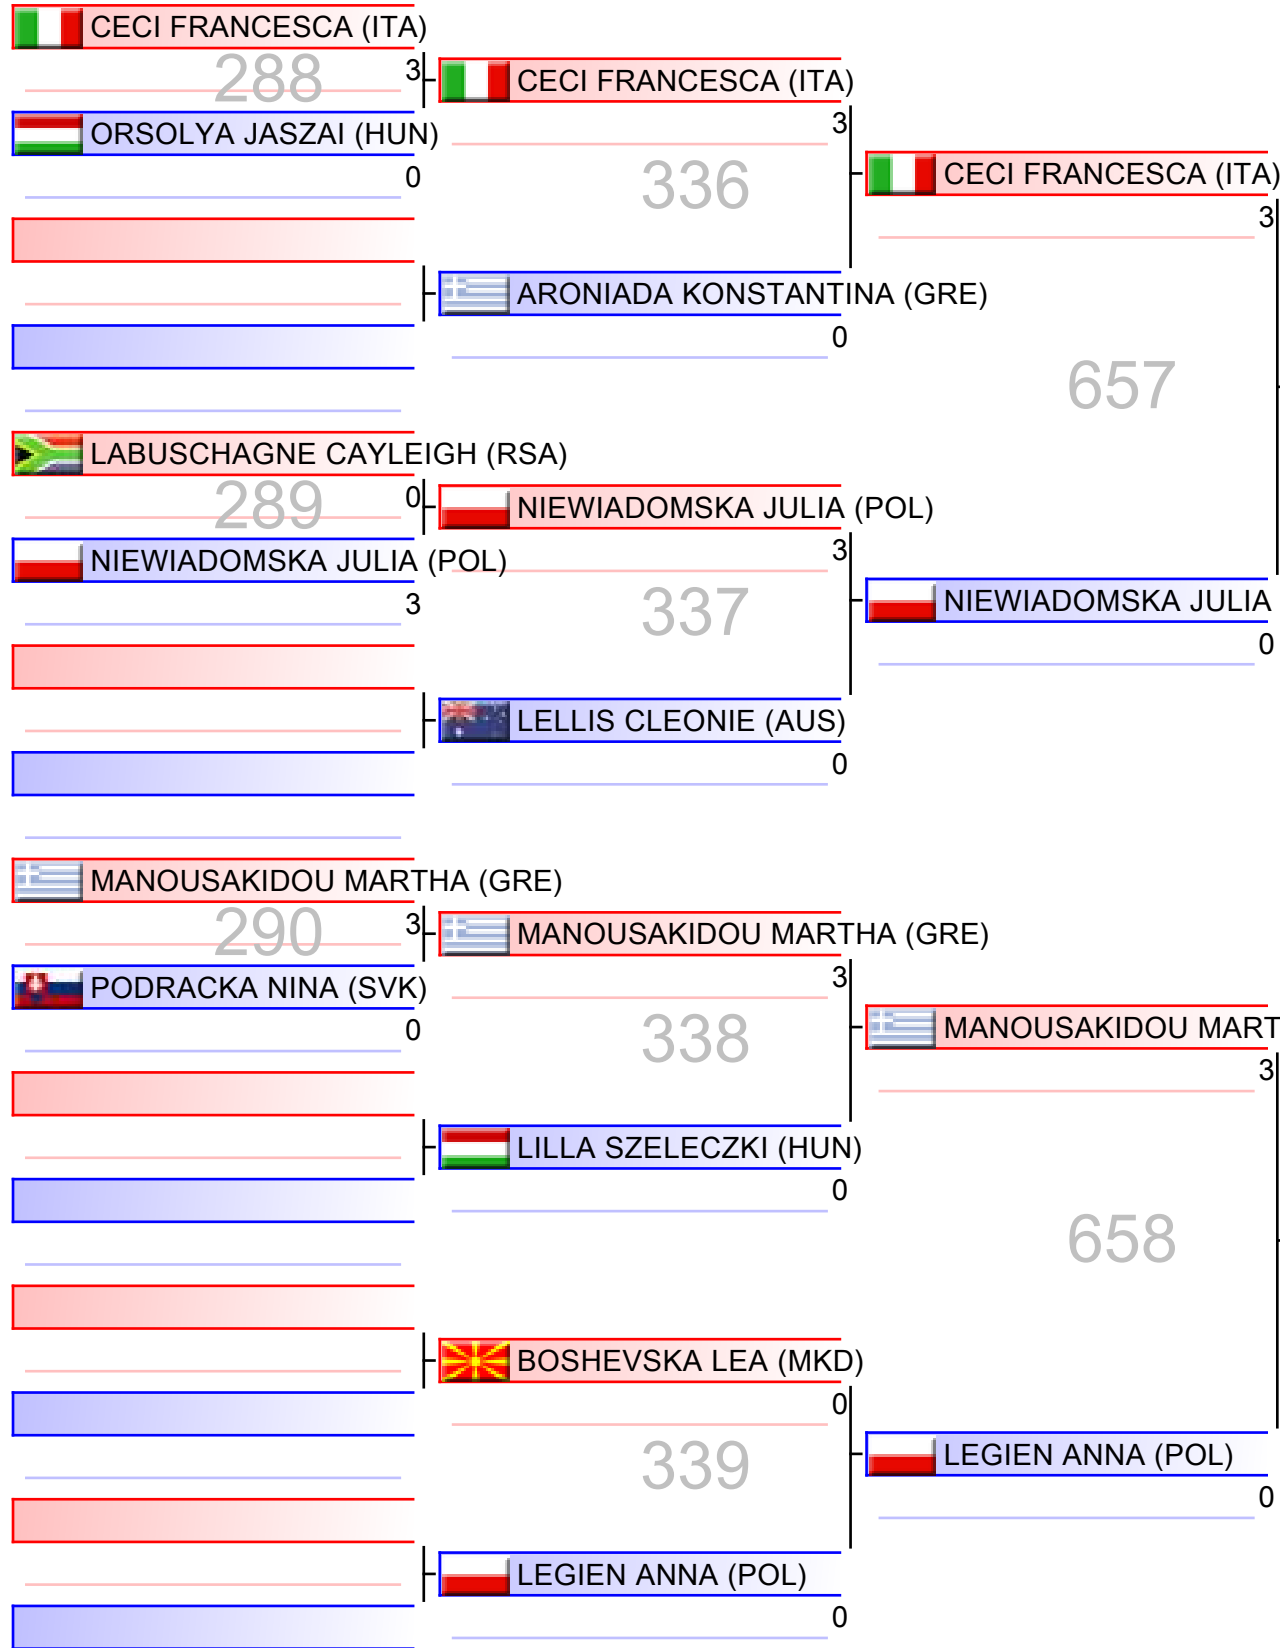 CECI FRANCESCA (ITA)
288
3
ORSOLYA JASZAI (HUN)
0
CECI FRANCESCA (ITA)
3
336
ARONIADA KONSTANTINA (GRE)
0
CECI FRANCESCA (ITA)
3
657
LABUSCHAGNE CAYLEIGH (RSA)
289
0
NIEWIADOMSKA JULIA (POL)
3
NIEWIADOMSKA JULIA (POL)
3
337
LELLIS CLEONIE (AUS)
0
NIEWIADOMSKA JULIA
0
MANOUSAKIDOU MARTHA (GRE)
290
3
PODRACKA NINA (SVK)
0
MANOUSAKIDOU MARTHA (GRE)
3
338
LILLA SZELECZKI (HUN)
0
MANOUSAKIDOU MART
3
658
BOSHEVSKA LEA (MKD)
0
339
LEGIEN ANNA (POL)
0
LEGIEN ANNA (POL)
0